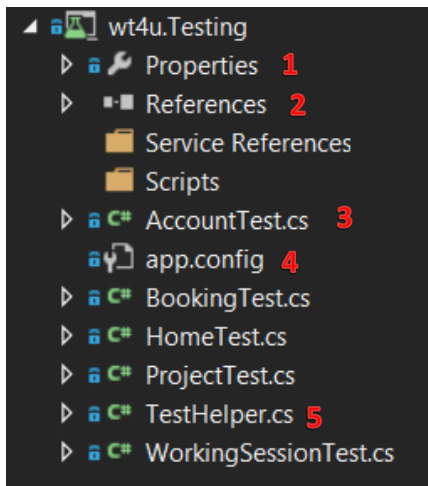 wt4u.Testing
Properties 1
References 2
Service References
Scripts
C# AccountTest.cs 3
app.config 4
C# BookingTest.cs
C# HomeTest.cs
C# ProjectTest.cs
C# TestHelper.cs 5
C# WorkingSessionTest.cs